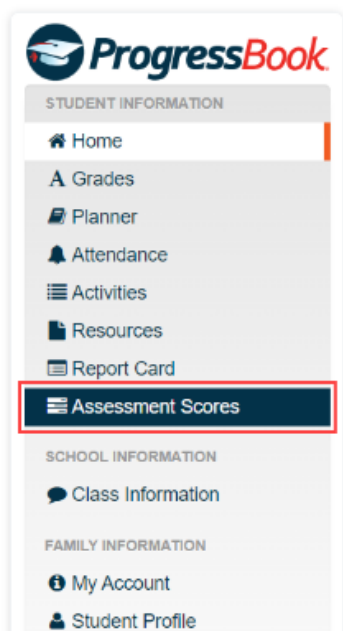 ProgressBook
STUDENT INFORMATION
Home
Grades
Planner
Attendance
Activities
Resources
Report Card
Assessment Scores
SCHOOL INFORMATION
Class Information
FAMILY INFORMATION
My Account
Student Profile